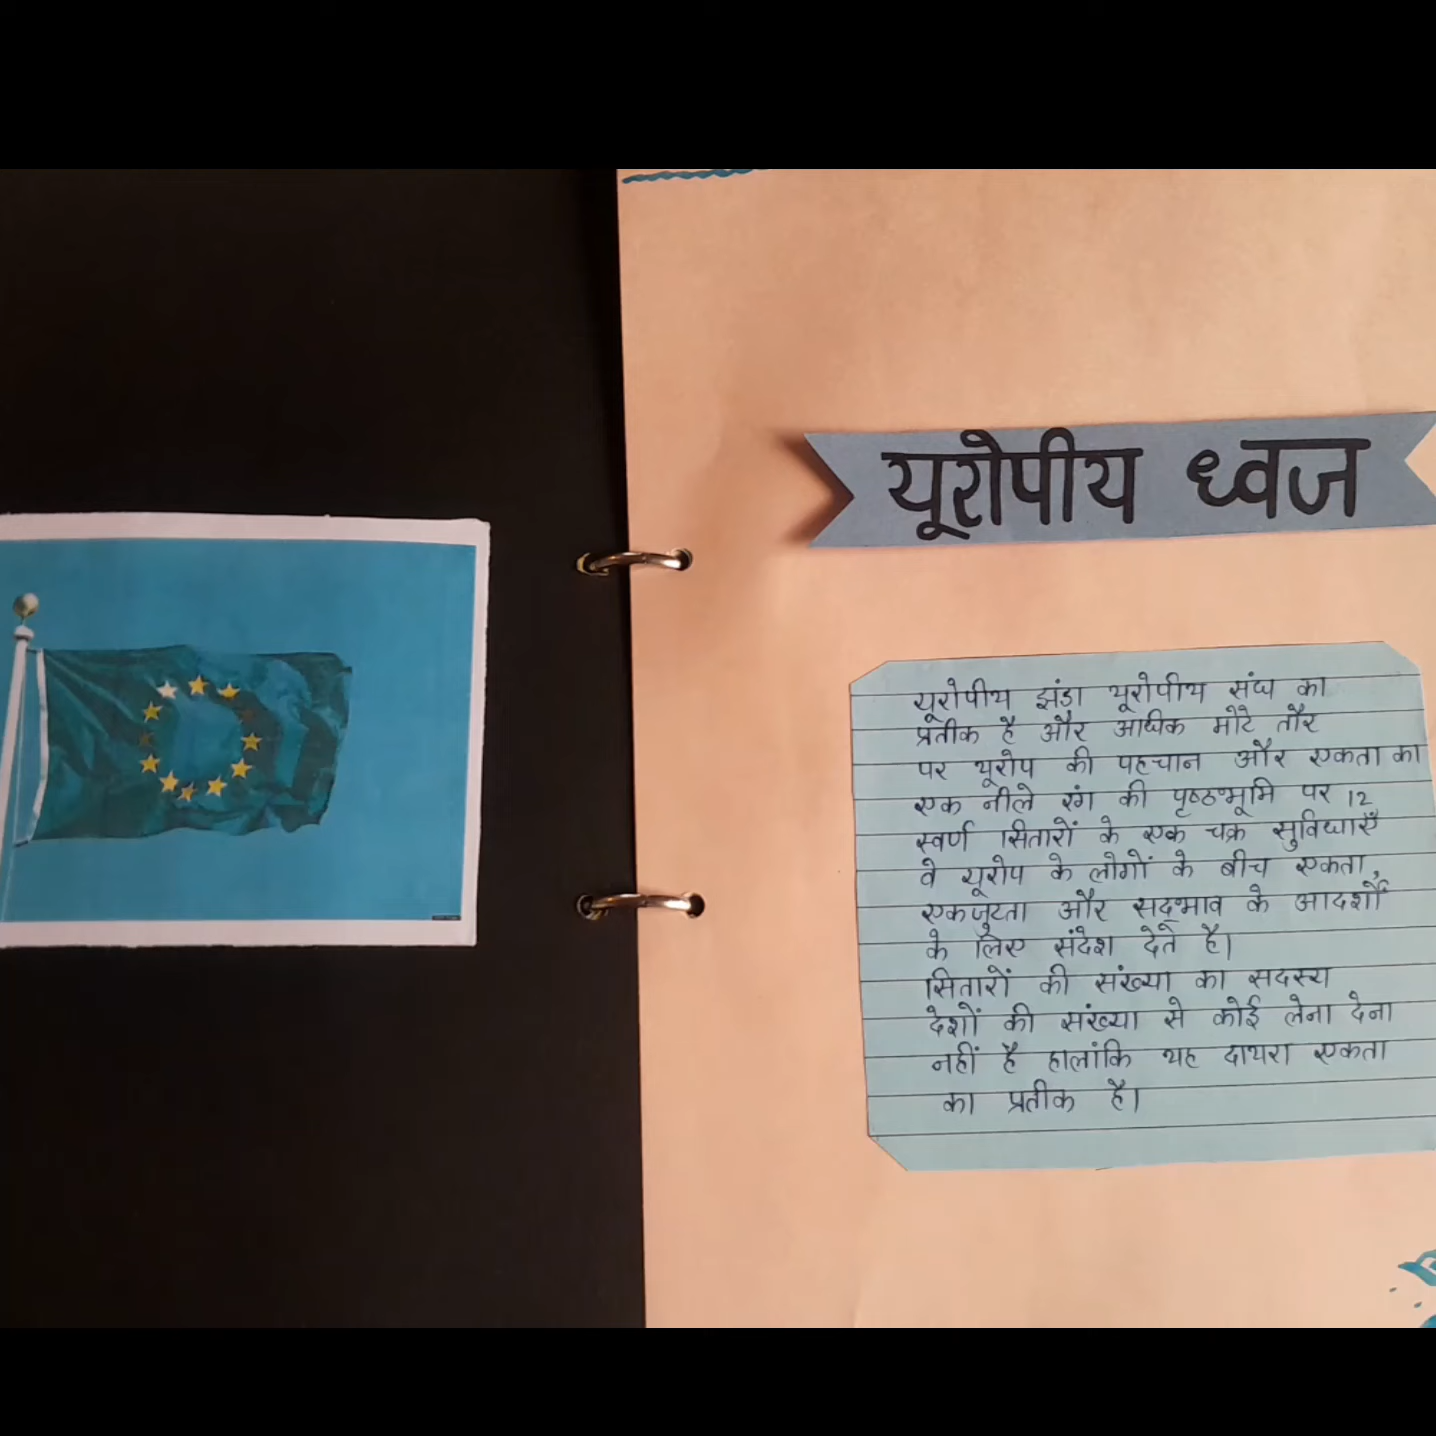 यूरोपीय ध्वज
यूरोपीय झंडा यूरोपीय संघ का
प्रतीक है और अधिक मोटे तौर
पर यूरोप की पहचान और एकता का
एक नीले रंग की पृष्ठभूमि पर 12
स्वर्ण सितारों के एक चक्र सुविधाएँ
वे यूरोप के लोगों के बीच एकता,
एकजुटता और सद्भाव के आदर्शों
के लिए संदेश देते है।
सितारों की संख्या का सदस्य
देशों की संख्या से कोई लेना देना
नहीं है हालांकि यह दायरा एकता
का प्रतीक है।